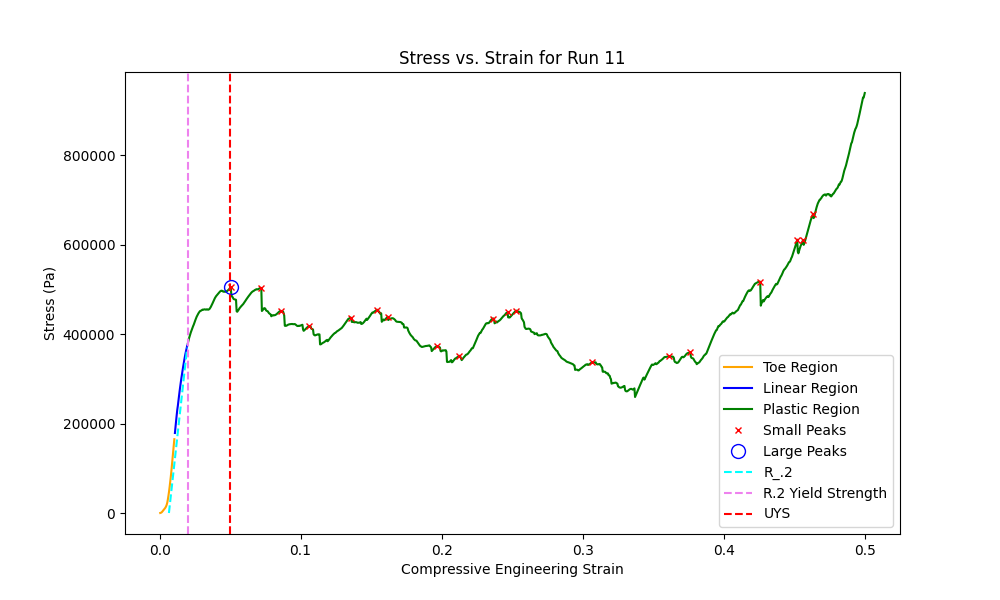 Stress vs. Strain for Run 11
Stress (Pa)
800000
600000
400000
200000
0
0.0
0.1
0.2
0.3
0.4
0.5
Compressive Engineering Strain
Toe Region
Linear Region
Plastic Region
Small Peaks
Large Peaks
R_.2
R.2 Yield Strength
UYS